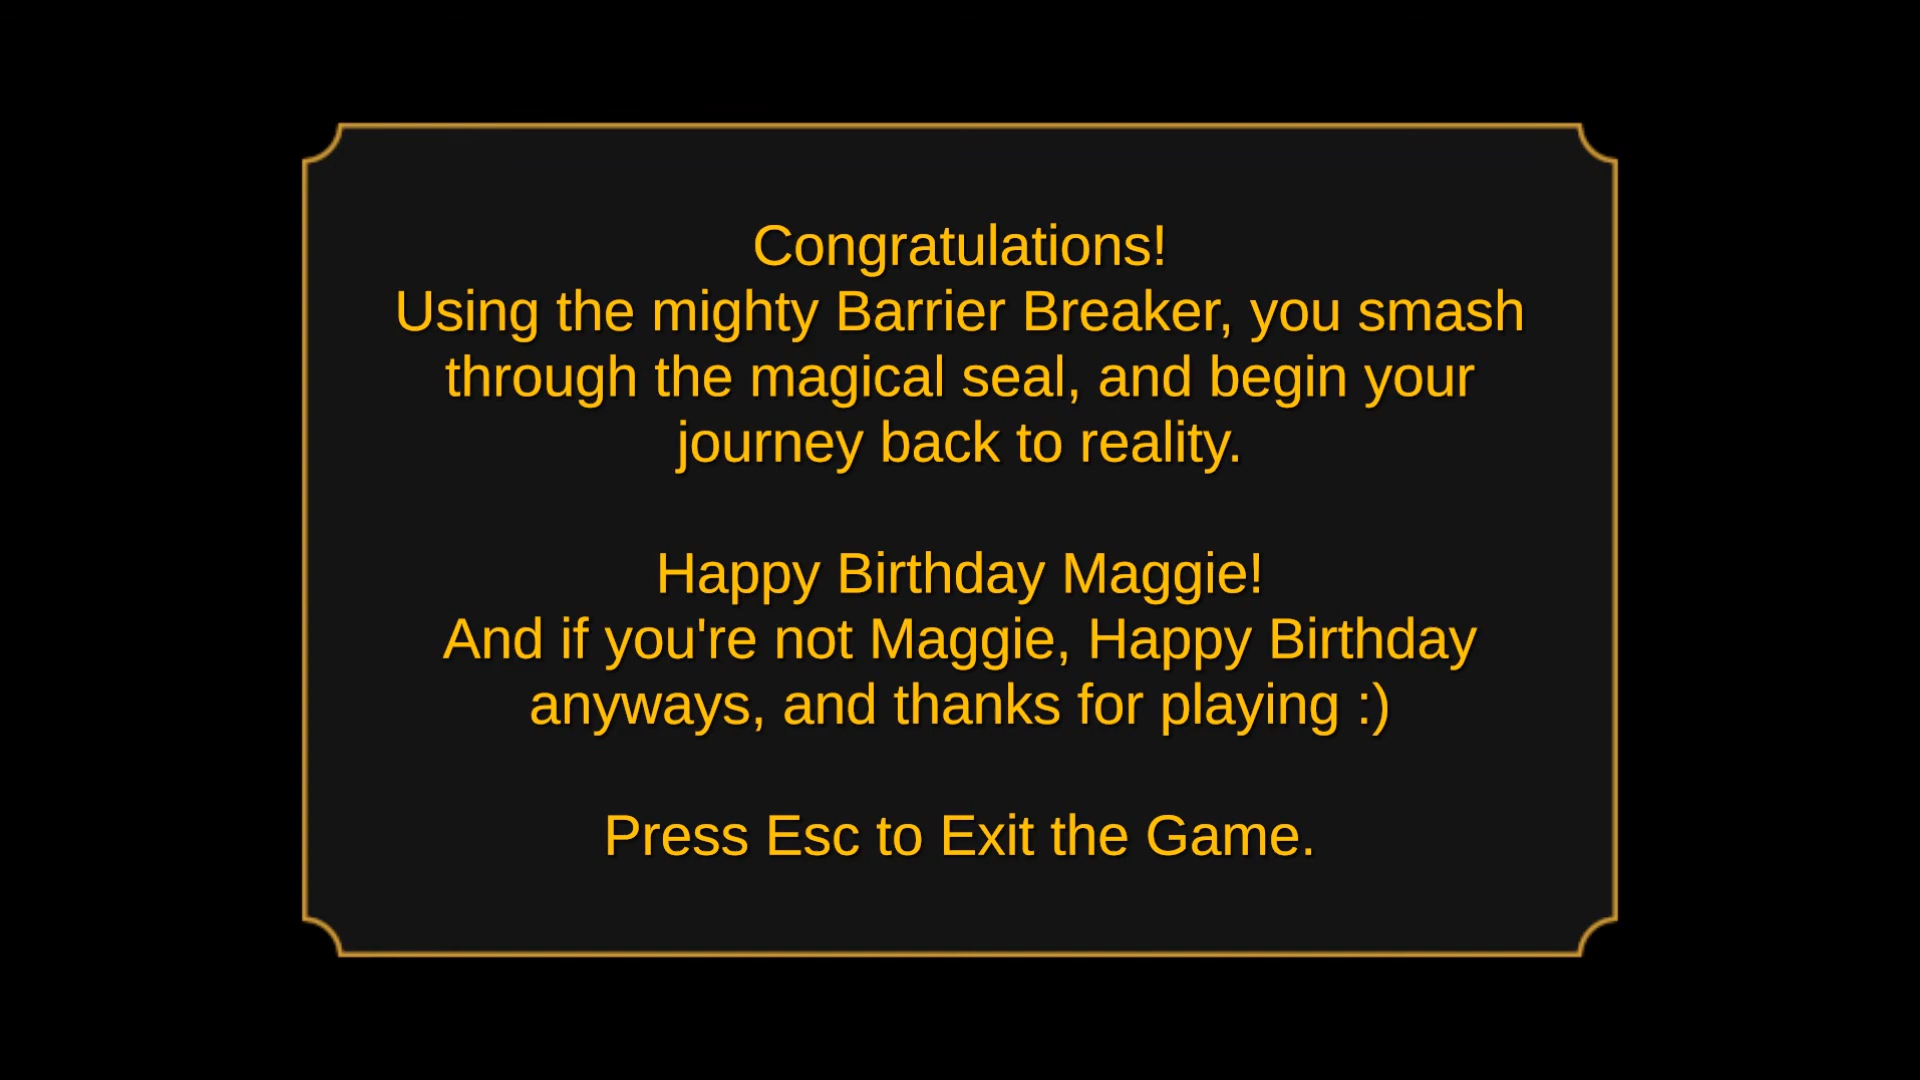 Congratulations!
Using the mighty Barrier Breaker, you smash
through the magical seal, and begin your
journey back to reality.
Happy Birthday Maggie!
And if you're not Maggie, Happy Birthday
anyways, and thanks for playing :)
Press Esc to Exit the Game.